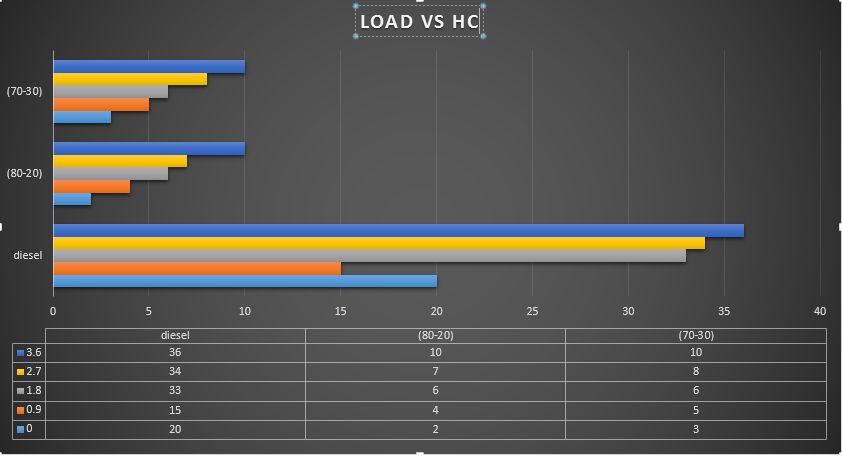 LOAD VS HC
(70-30)
(80-20)
diesel
0 5 10 15 20 25 30 35 40
diesel (80-20) (70-30)
3.6 36 10 10
2.7 34 7 8
1.8 33 6 6
0.9 15 4 5
0 20 2 3